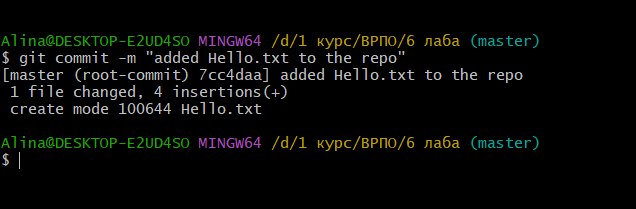 Alina@DESKTOP-E2UD4SO MINGW64 /d/1 курс/ВРПО/6 лаба (master)
$ git commit -m "added Hello.txt to the repo"
[master (root-commit) 7cc4daa] added Hello.txt to the repo
 1 file changed, 4 insertions(+)
 create mode 100644 Hello.txt
Alina@DESKTOP-E2UD4SO MINGW64 /d/1 курс/ВРПО/6 лаба (master)
$